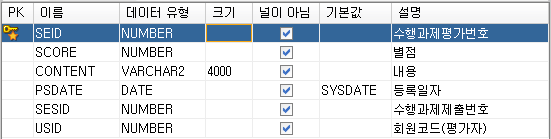 PK 이름 데이터 유형 크기 널이 아님 기본값 설명
SEID NUMBER 수행과제평가번호
SCORE NUMBER 별점
CONTENT VARCHAR2 4000 내용
PSDATE DATE SYSDATE 등록일자
SESID NUMBER 수행과제제출번호
USID NUMBER 회원코드(평가자)